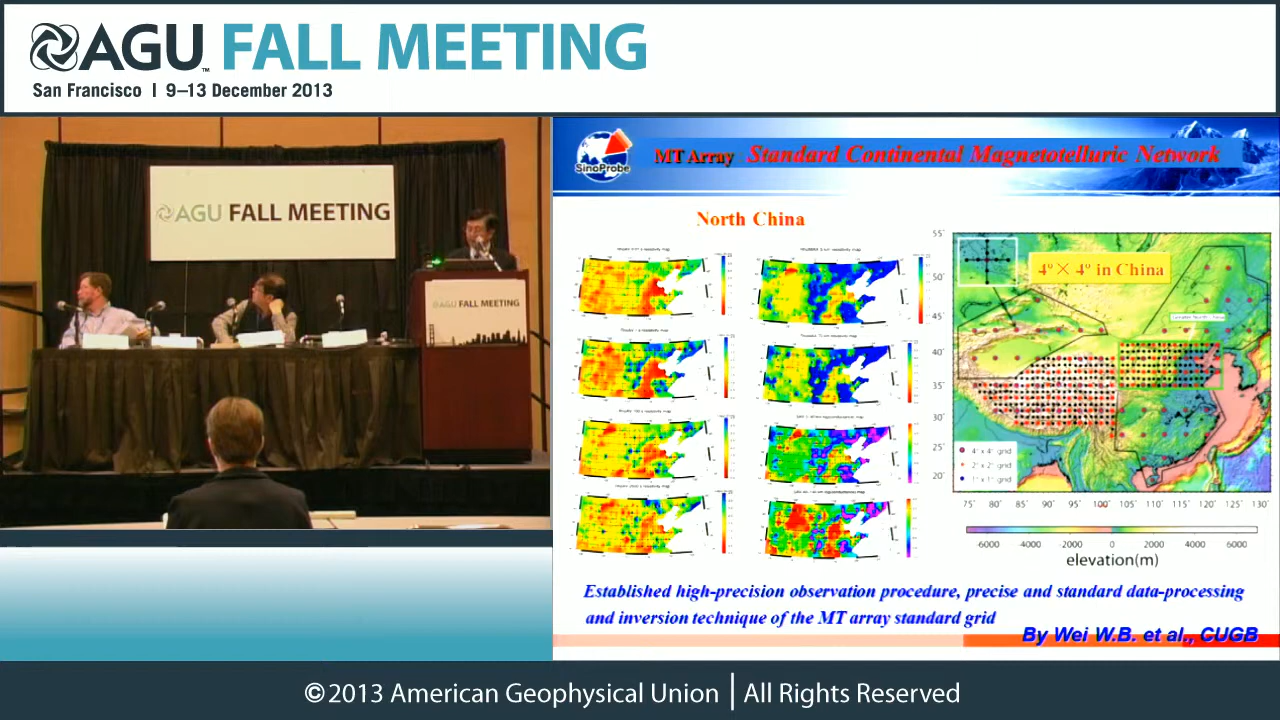 AGU FALL MEETING
San Francisco | 9–13 December 2013
AGU FALL MEETING
AGU FALL MEETING
SinoProbe
MT Array Standard Continental Magnetotelluric Network
North China
4° × 4° in China
55°
50°
45°
40°
35°
30°
25°
20°
4° x 4° grid
2° x 2° grid
1° x 1° grid
75° 80° 85° 90° 95° 100° 105° 110° 115° 120° 125° 130°
6000 4000 2000 0 2000 4000 6000
elevation(m)
Established high-precision observation procedure, precise and standard data-processing
and inversion technique of the MT array standard grid
By Wei W.B. et al., CUGB
©2013 American Geophysical Union | All Rights Reserved